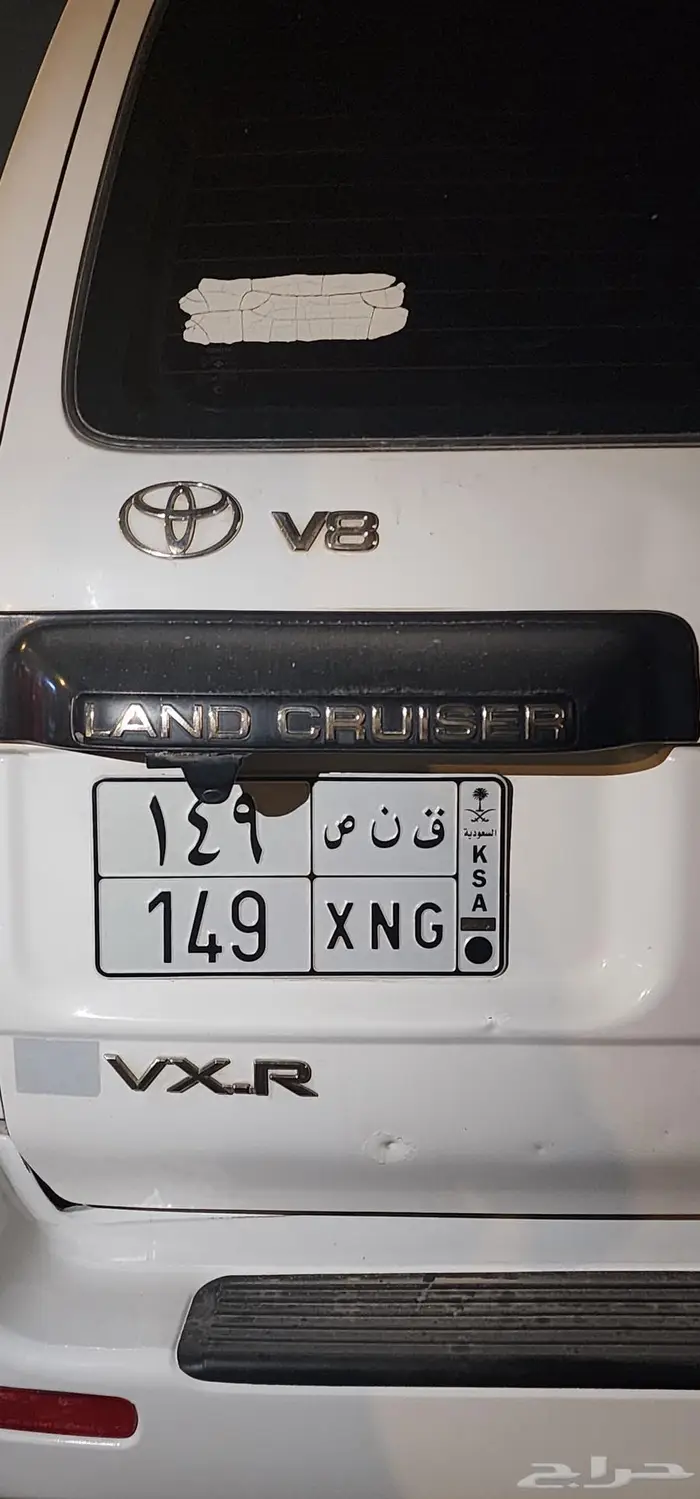 V8
LAND CRUISER
١٤٩
ق ن ص
149
XNG
السعودية
K
S
A
VX.R
حراج